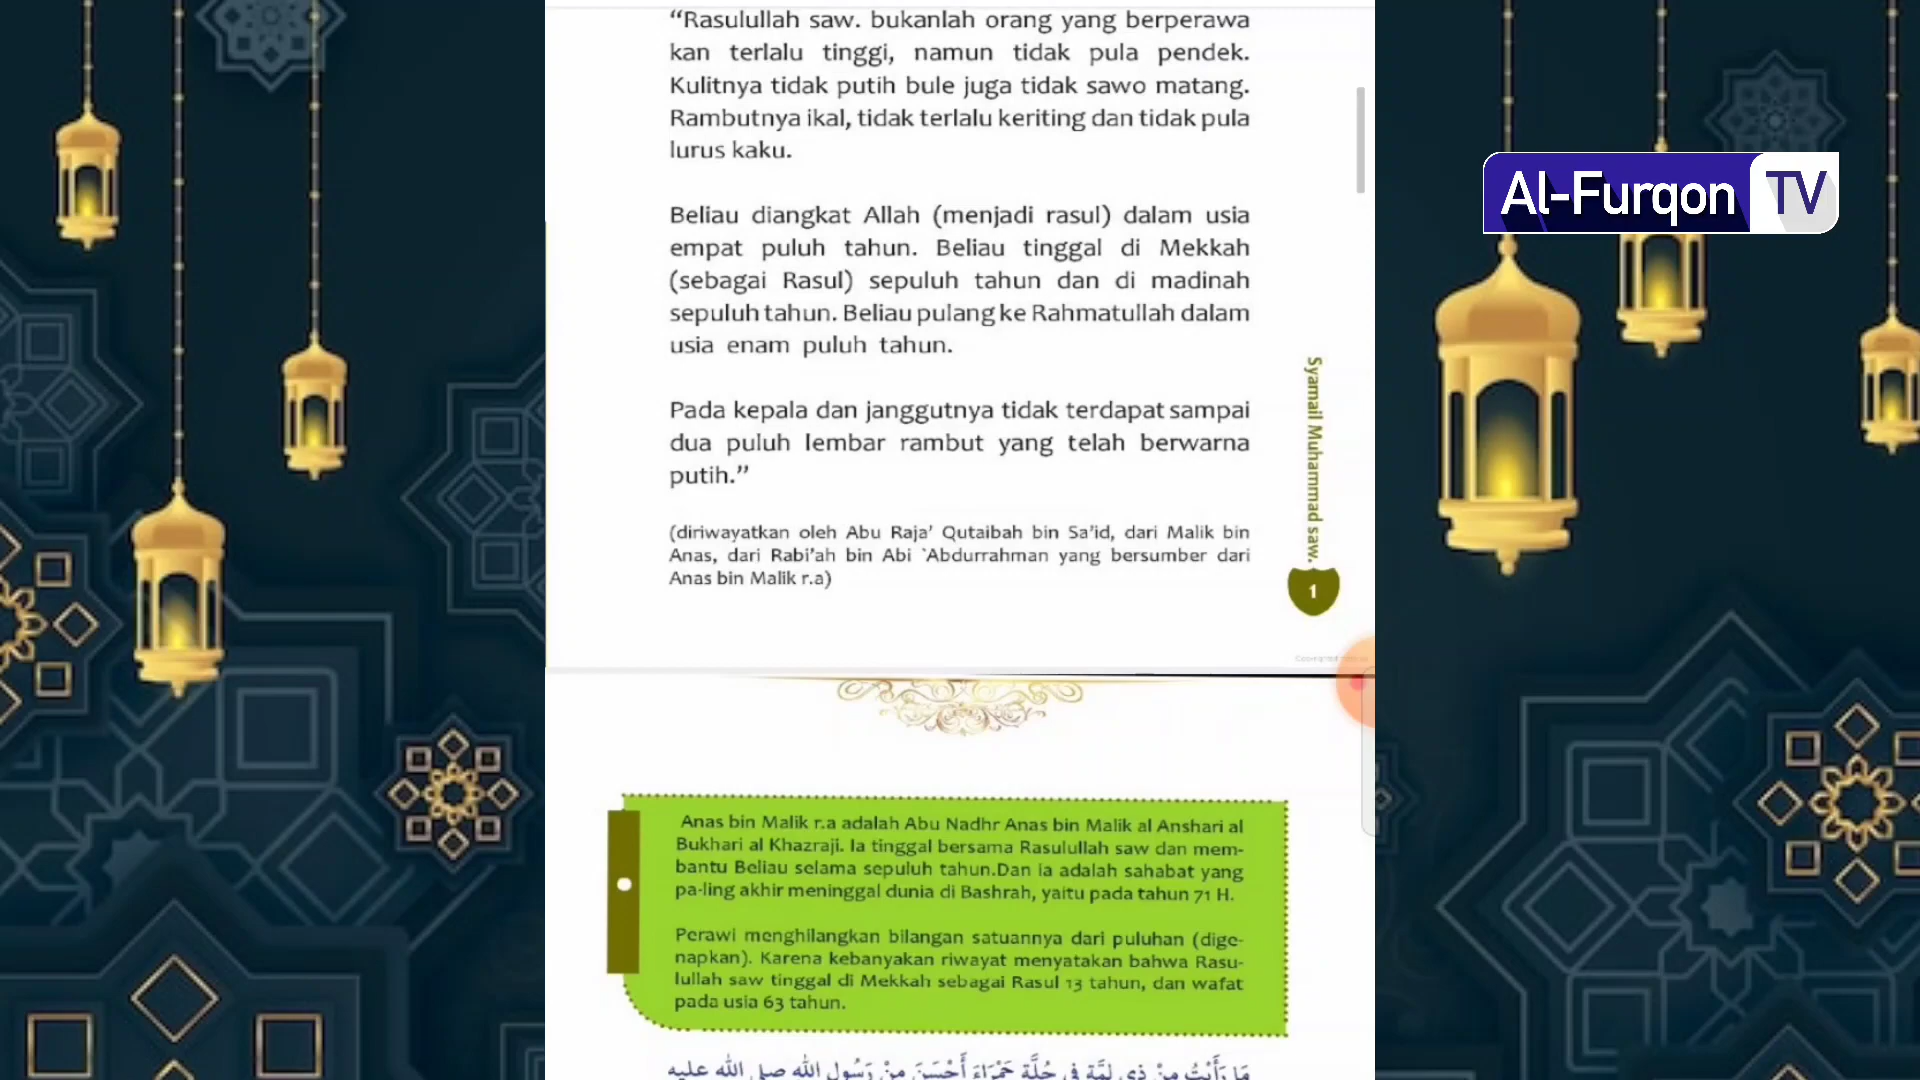 “Rasulullah saw. bukanlah orang yang berperawa
kan terlalu tinggi, namun tidak pula pendek.
Kulitnya tidak putih bule juga tidak sawo matang.
Rambutnya ikal, tidak terlalu keriting dan tidak pula
lurus kaku.
Beliau diangkat Allah (menjadi rasul) dalam usia
empat puluh tahun. Beliau tinggal di Mekkah
(sebagai Rasul) sepuluh tahun dan di madinah
sepuluh tahun. Beliau pulang ke Rahmatullah dalam
usia enam puluh tahun.
Pada kepala dan janggutnya tidak terdapat sampai
dua puluh lembar rambut yang telah berwarna
putih.”
(diriwayatkan oleh Abu Raja’ Qutaibah bin Sa’id, dari Malik bin
Anas, dari Rabi’ah bin Abi `Abdurrahman yang bersumber dari
Anas bin Malik r.a)
Syamail Muhammad saw.
1
Al-Furqon TV
Anas bin Malik r.a adalah Abu Nadhr Anas bin Malik al Anshari al
Bukhari al Khazraji. Ia tinggal bersama Rasulullah saw dan mem-
bantu Beliau selama sepuluh tahun.Dan ia adalah sahabat yang
pa-ling akhir meninggal dunia di Bashrah, yaitu pada tahun 71 H.
Perawi menghilangkan bilangan satuannya dari puluhan (dige-
napkan). Karena kebanyakan riwayat menyatakan bahwa Rasu-
lullah saw tinggal di Mekkah sebagai Rasul 13 tahun, dan wafat
pada usia 63 tahun.
مَا رَأَيْتُ مِنْ ذِي لِمَّةٍ فِي حُلَّةٍ حَمْرَاءَ أَحْسَنَ مِنْ رَسُولِ اللهِ صلى الله عليه